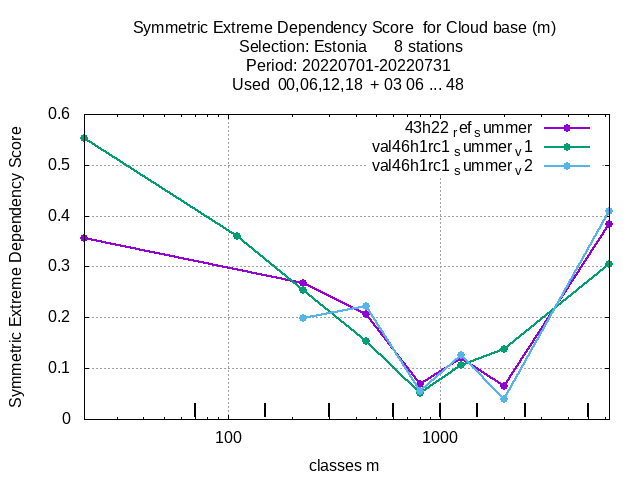 Symmetric Extreme Dependency Score  for Cloud base (m)
Selection: Estonia      8 stations
Period: 20220701-20220731
Used  00,06,12,18  + 03 06 ... 48
43h22 ref summer
val46h1rc1 summer v1
val46h1rc1 summer v2
Symmetric Extreme Dependency Score
0.6
0.5
0.4
0.3
0.2
0.1
0
100
1000
classes m